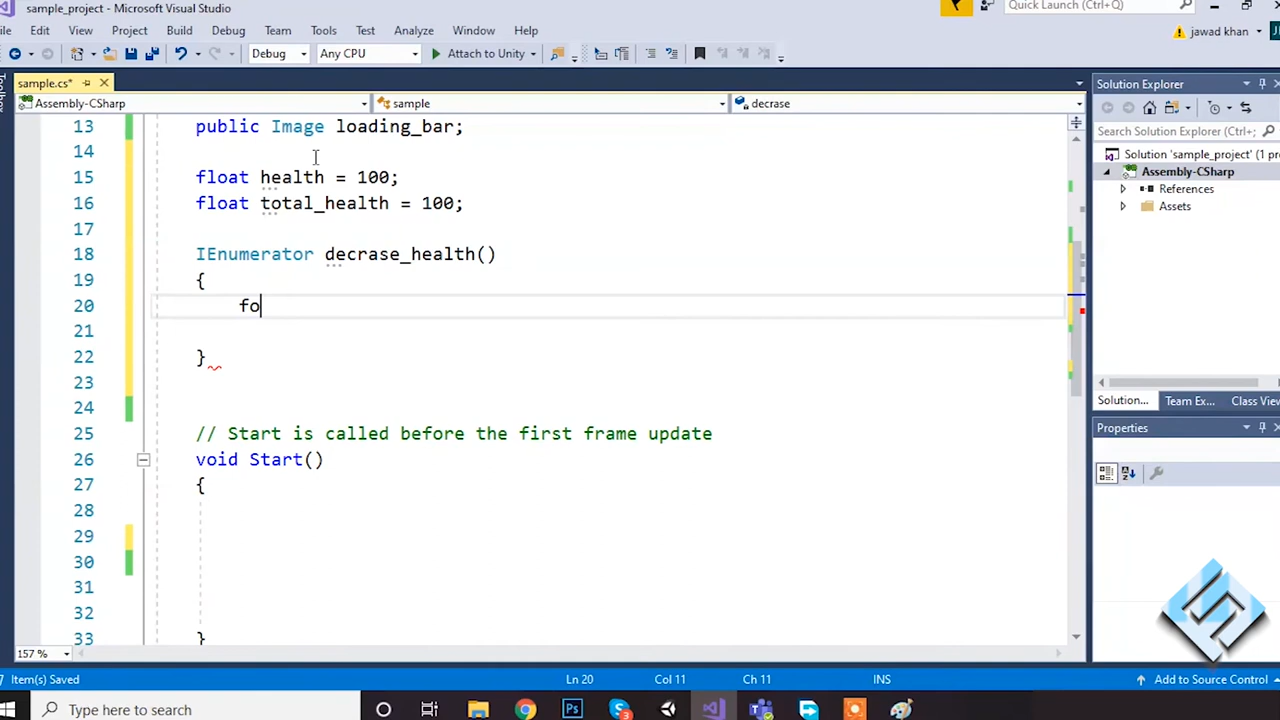 sample_project - Microsoft Visual Studio
Quick Launch (Ctrl+Q)
File Edit View Project Build Debug Team Tools Test Analyze Window Help
jawad khan
Debug Any CPU Attach to Unity
sample.cs*
Assembly-CSharp sample decrase
13 public Image loading_bar;
14
15 float health = 100;
16 float total_health = 100;
17
18 IEnumerator decrase_health()
19 {
20 fo
21
22 }
23
24
25 // Start is called before the first frame update
26 void Start()
27 {
28
29
30
31
32
33 }
157 %
Solution Explorer
Search Solution Explorer (Ctrl+;
Solution 'sample_project' (1 pro
Assembly-CSharp
References
Assets
Solution... Team Ex... Class View
Properties
Item(s) Saved Ln 20 Col 11 Ch 11 INS Add to Source Control
Type here to search